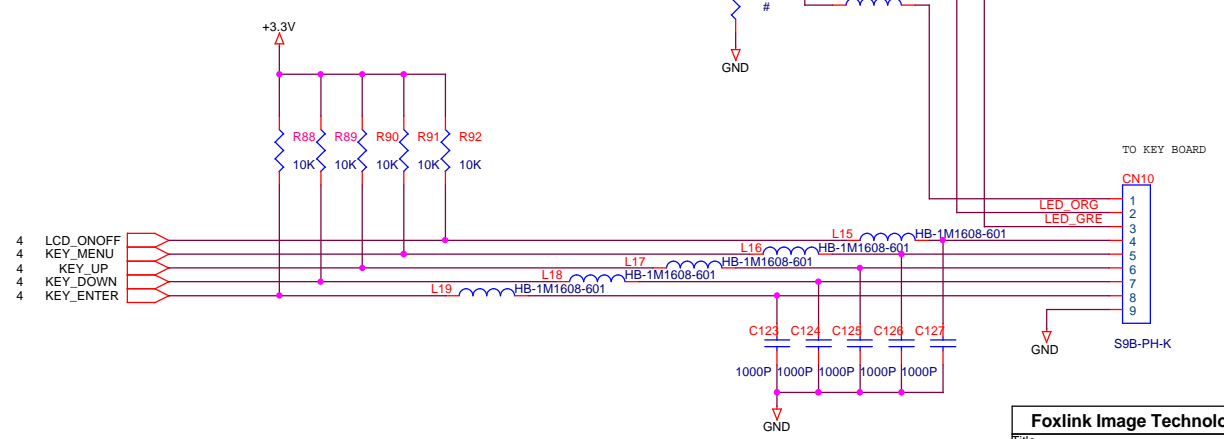 #
+3.3V
GND
R88 R89 R90 R91 R92
10K 10K 10K 10K 10K
TO KEY BOARD
CN10
1
LED_ORG 2
LED_GRE 3
4 LCD_ONOFF L15 HB-1M1608-601 4
4 KEY_MENU L16 HB-1M1608-601 5
4 KEY_UP L17 HB-1M1608-601 6
4 KEY_DOWN L18 HB-1M1608-601 7
4 KEY_ENTER L19 HB-1M1608-601 8
9
C123 C124 C125 C126 C127
GND S9B-PH-K
1000P 1000P 1000P 1000P 1000P
GND
Foxlink Image Technolo
Title